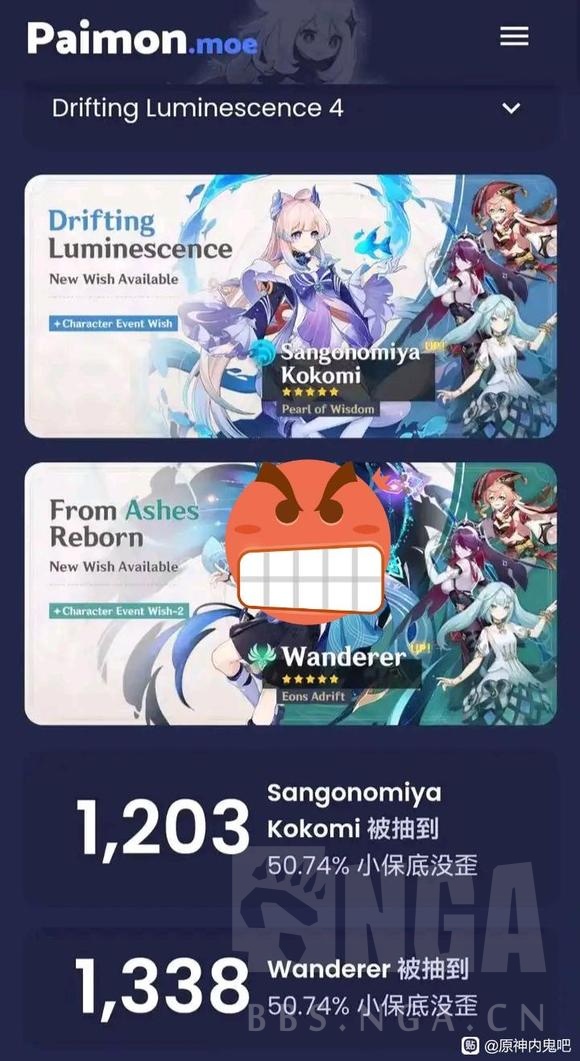 Paimon.moe
Drifting Luminescence 4
Drifting
Luminescence
New Wish Available
Character Event Wish
Sangonomiya UP!
Kokomi
Pearl of Wisdom
From Ashes
Reborn
New Wish Available
Character Event Wish-2
Wanderer UP!
Eons Adrift
1,203
Sangonomiya
Kokomi 被抽到
50.74% 小保底没歪
1,338
Wanderer 被抽到
50.74% 小保底没歪
NGA
BBS.NGA.CN
贴 @原神内鬼吧